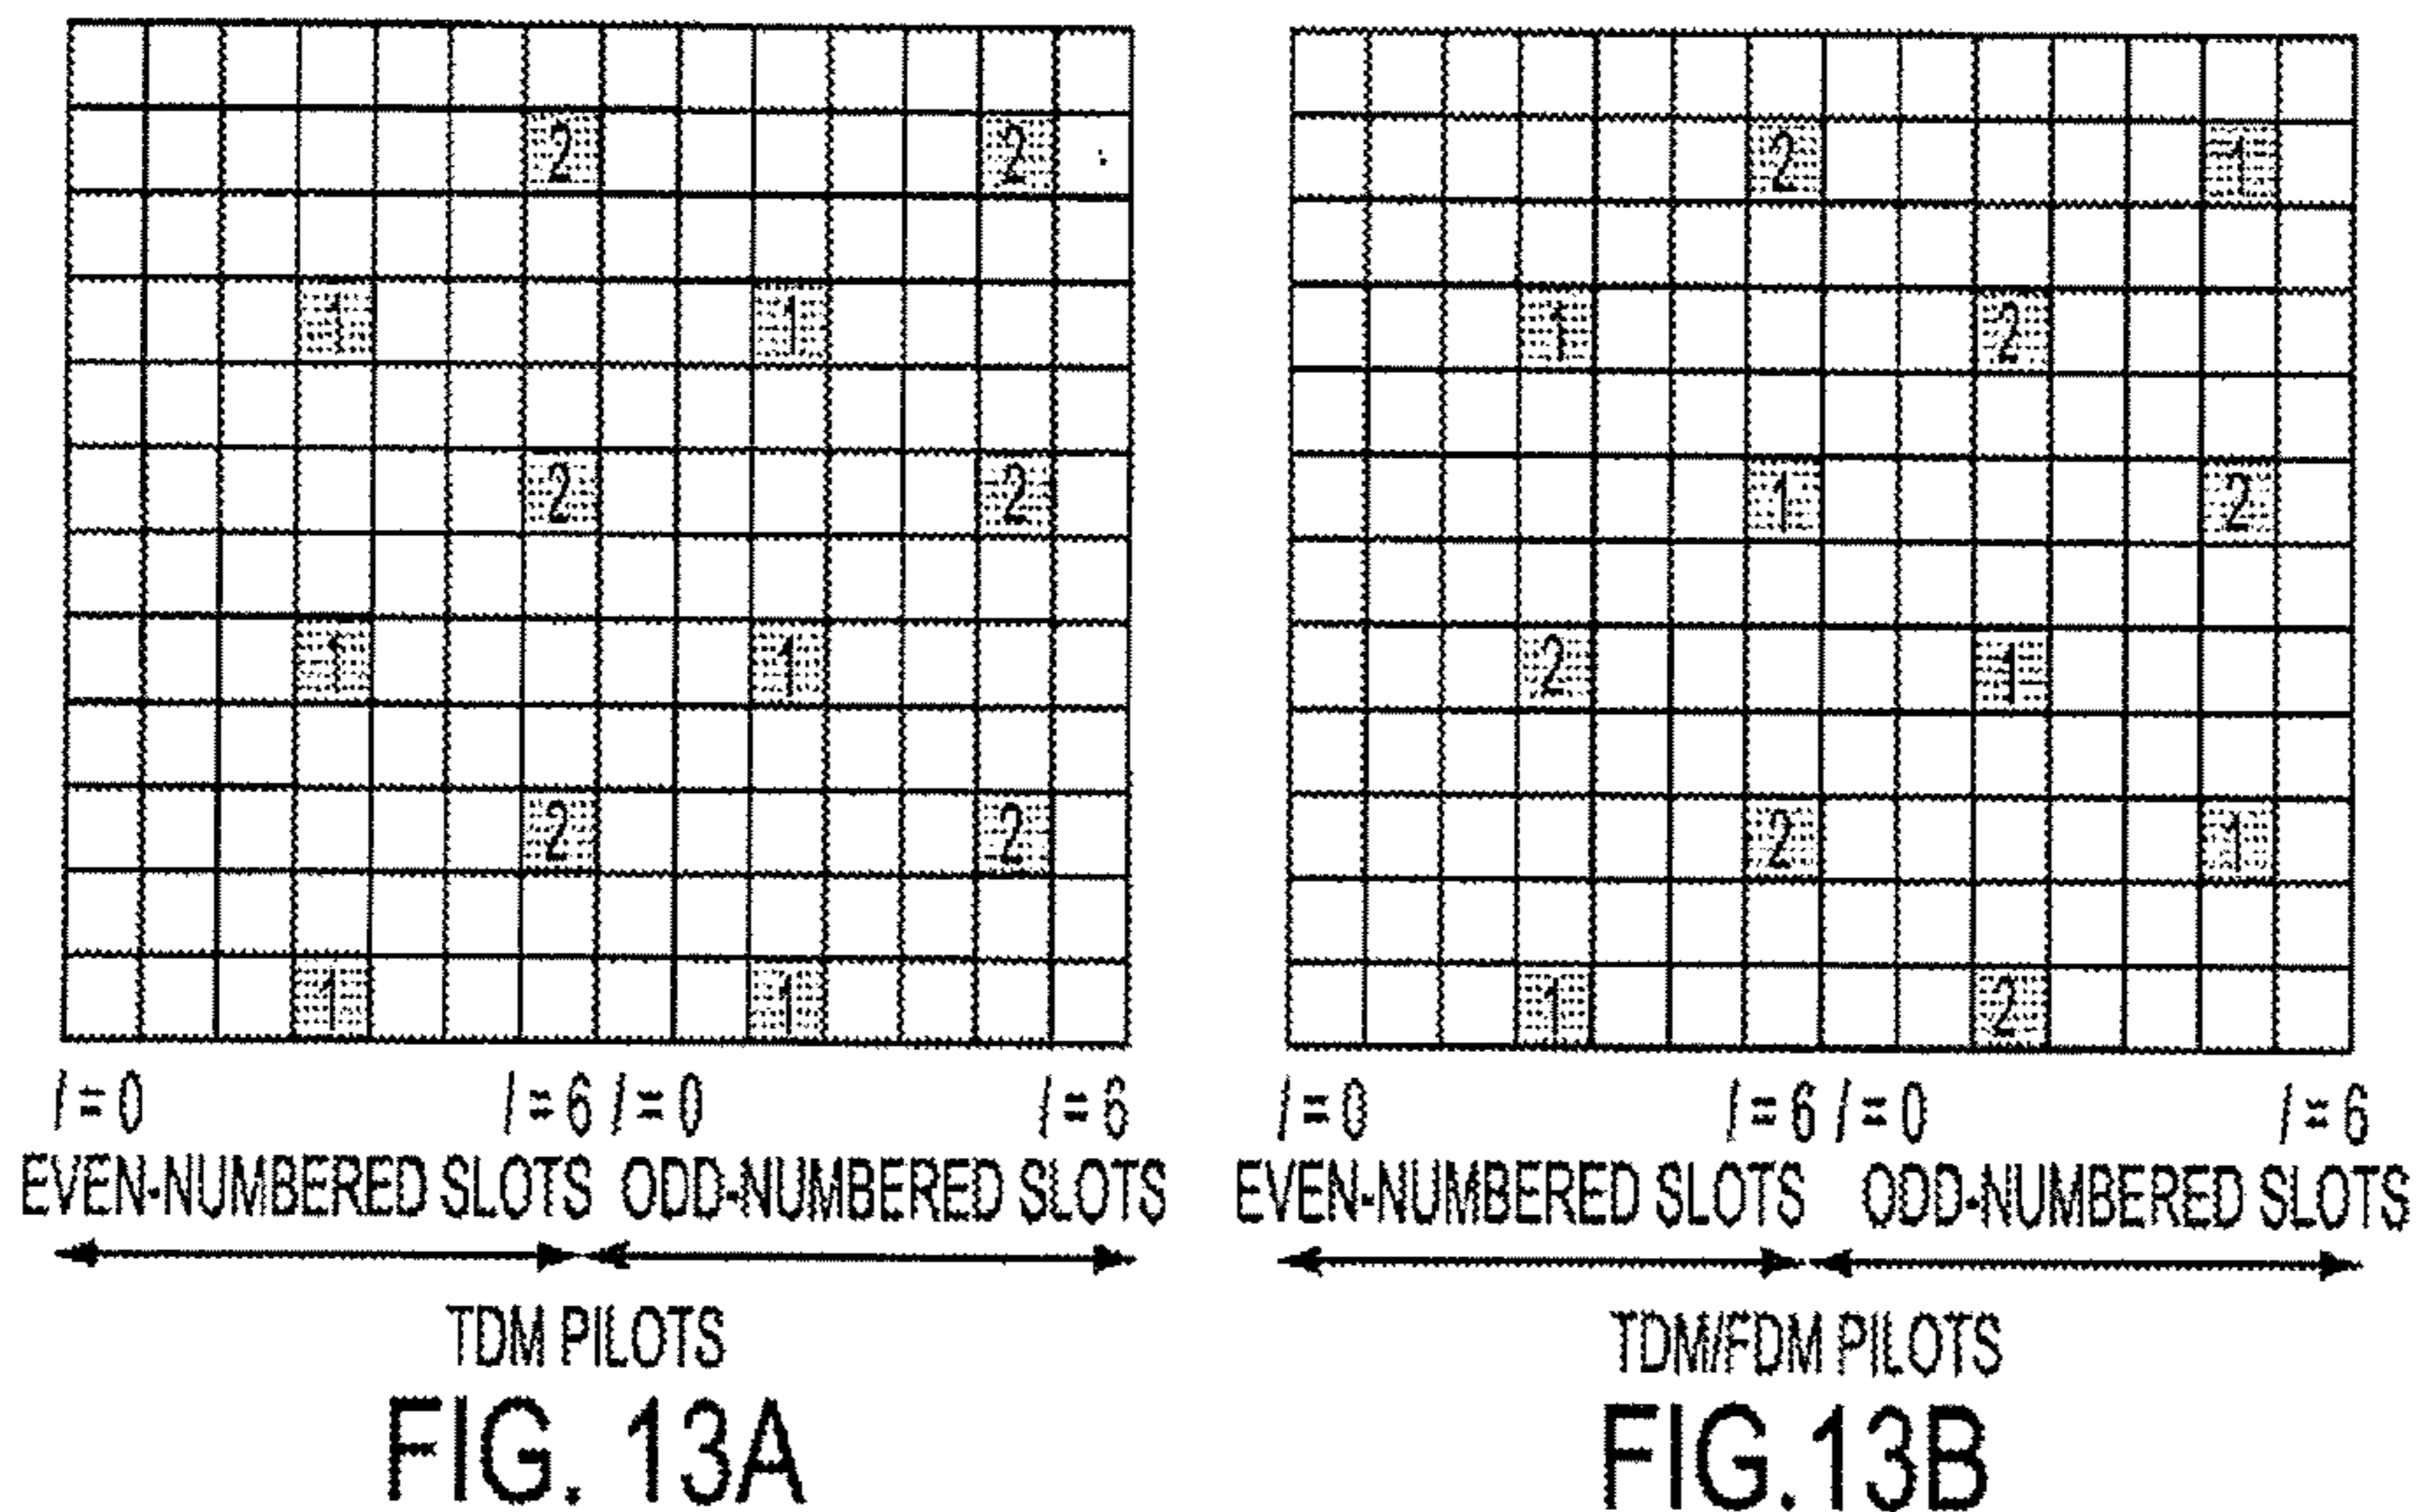 2 2
1 1
2 2
1 1
2 2
1 1
l = 0 l = 6 l = 0 l = 6
EVEN-NUMBERED SLOTS ODD-NUMBERED SLOTS
TDM PILOTS
FIG. 13A
2 1
1 2
1 2
2 1
2 1
1 2
l = 0 l = 6 l = 0 l = 6
EVEN-NUMBERED SLOTS ODD-NUMBERED SLOTS
TDM/FDM PILOTS
FIG.13B